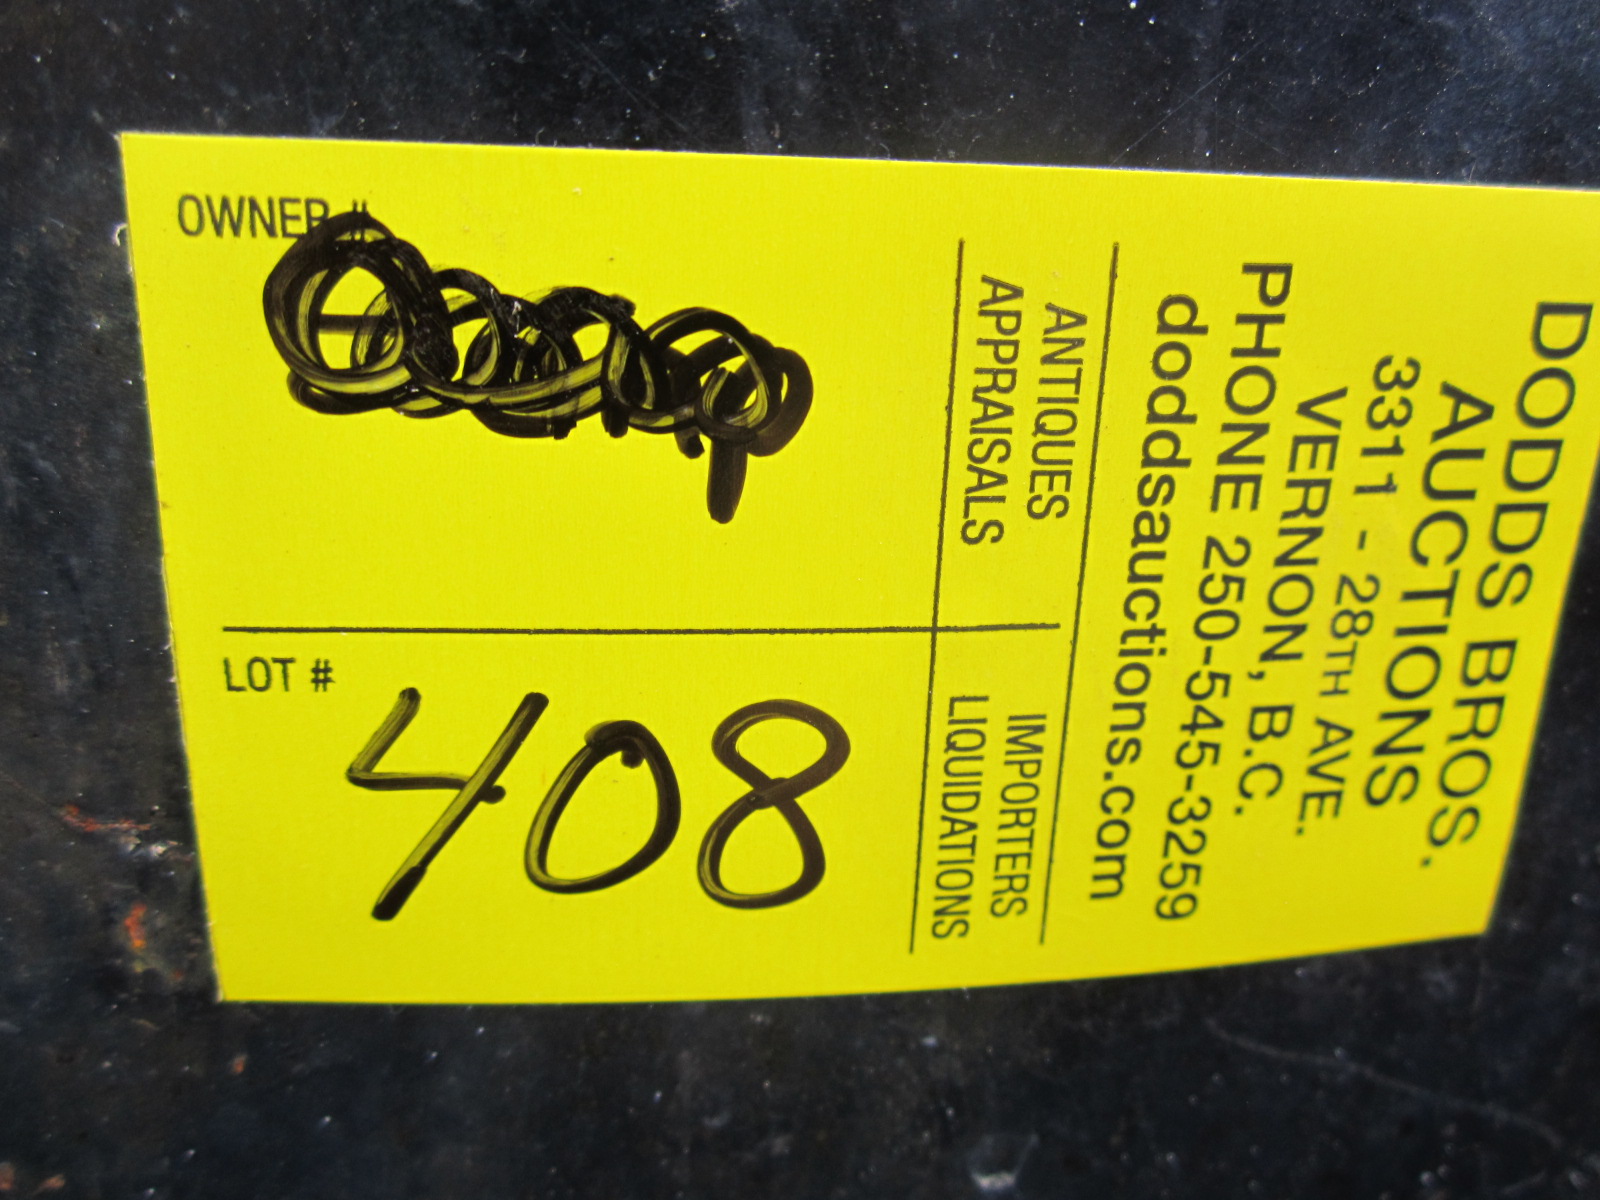 DODDS BROS.
AUCTIONS
3311 - 28TH AVE.
VERNON, B.C.
PHONE 250-545-3259
doddsauctions.com
ANTIQUES
APPRAISALS
IMPORTERS
LIQUIDATIONS
OWNER #
LOT #
408